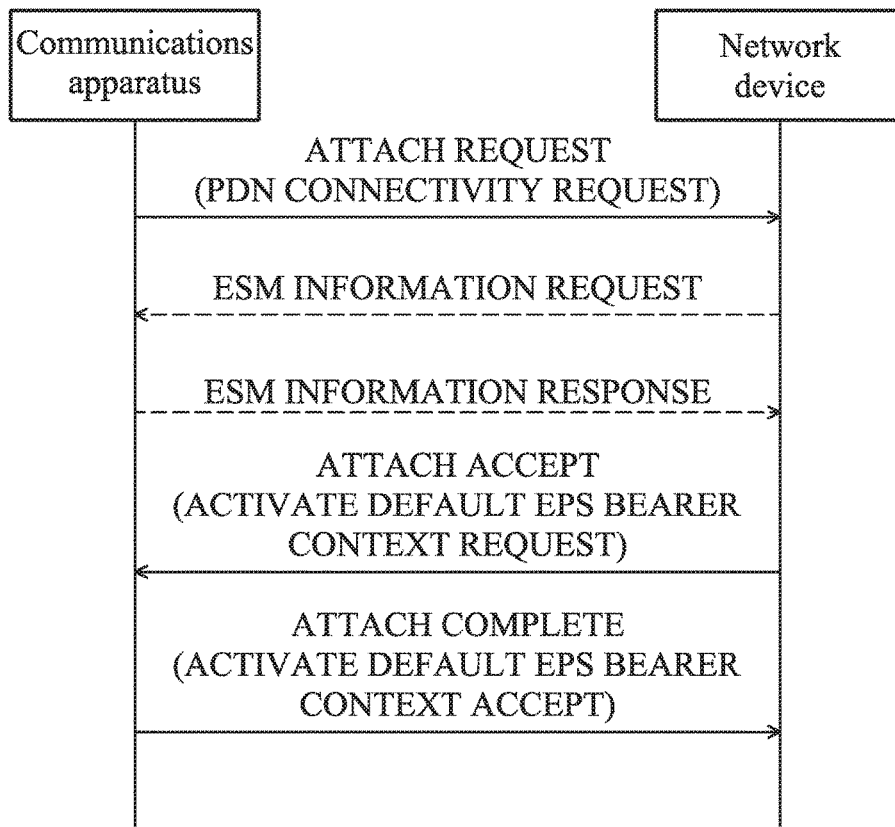 Communications
apparatus
Network
device
ATTACH REQUEST
(PDN CONNECTIVITY REQUEST)
ESM INFORMATION REQUEST
ESM INFORMATION RESPONSE
ATTACH ACCEPT
(ACTIVATE DEFAULT EPS BEARER
CONTEXT REQUEST)
ATTACH COMPLETE
(ACTIVATE DEFAULT EPS BEARER
CONTEXT ACCEPT)